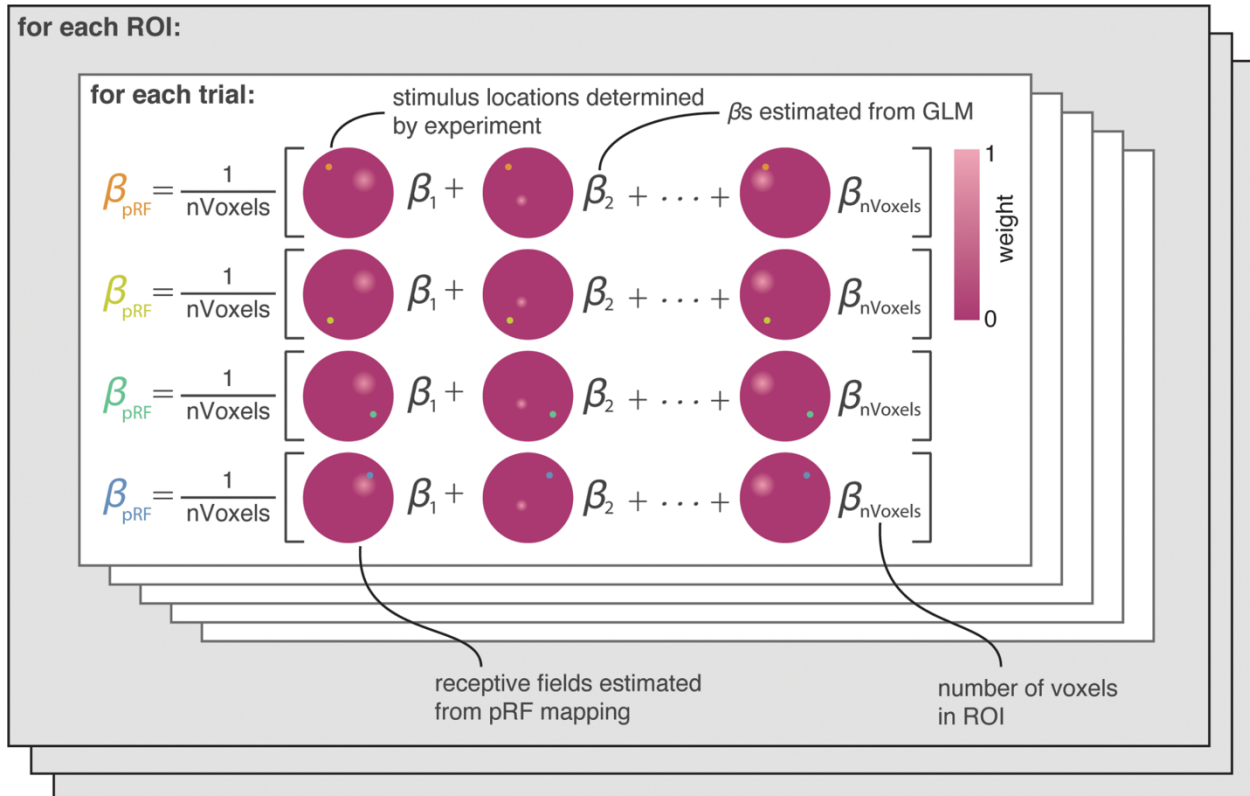 for each ROI:
for each trial:
stimulus locations determined
by experiment
βs estimated from GLM
βpRF = 1/nVoxels [ β1 + β2 + . . . + βnVoxels ]
βpRF = 1/nVoxels [ β1 + β2 + . . . + βnVoxels ]
βpRF = 1/nVoxels [ β1 + β2 + . . . + βnVoxels ]
βpRF = 1/nVoxels [ β1 + β2 + . . . + βnVoxels ]
1
weight
0
receptive fields estimated
from pRF mapping
number of voxels
in ROI